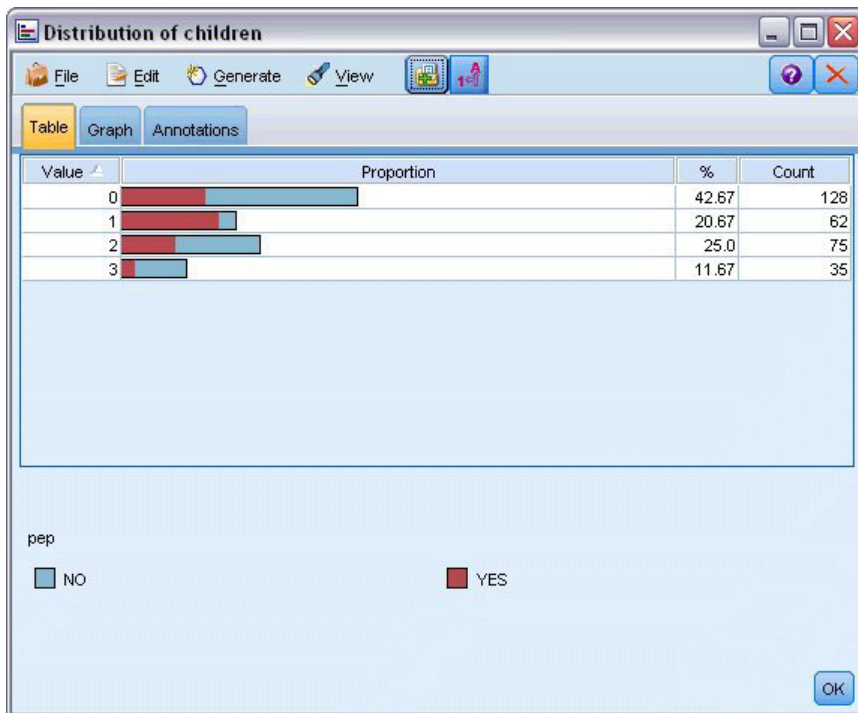 Distribution of children
File Edit Generate View
Table Graph Annotations
Value Proportion % Count
0 42.67 128
1 20.67 62
2 25.0 75
3 11.67 35
pep
NO YES
OK